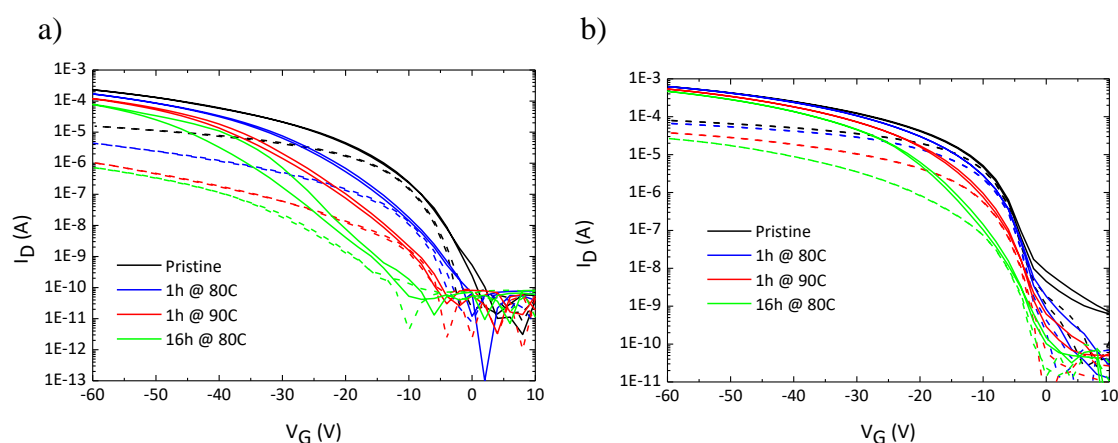 a)
1E-3
1E-4
1E-5
1E-6
1E-7
1E-8
1E-9
1E-10
1E-11
1E-12
1E-13
I_D (A)
Pristine
1h @ 80C
1h @ 90C
16h @ 80C
-60 -50 -40 -30 -20 -10 0 10
V_G (V)
b)
1E-3
1E-4
1E-5
1E-6
1E-7
1E-8
1E-9
1E-10
1E-11
I_D (A)
Pristine
1h @ 80C
1h @ 90C
16h @ 80C
-60 -50 -40 -30 -20 -10 0 10
V_G (V)